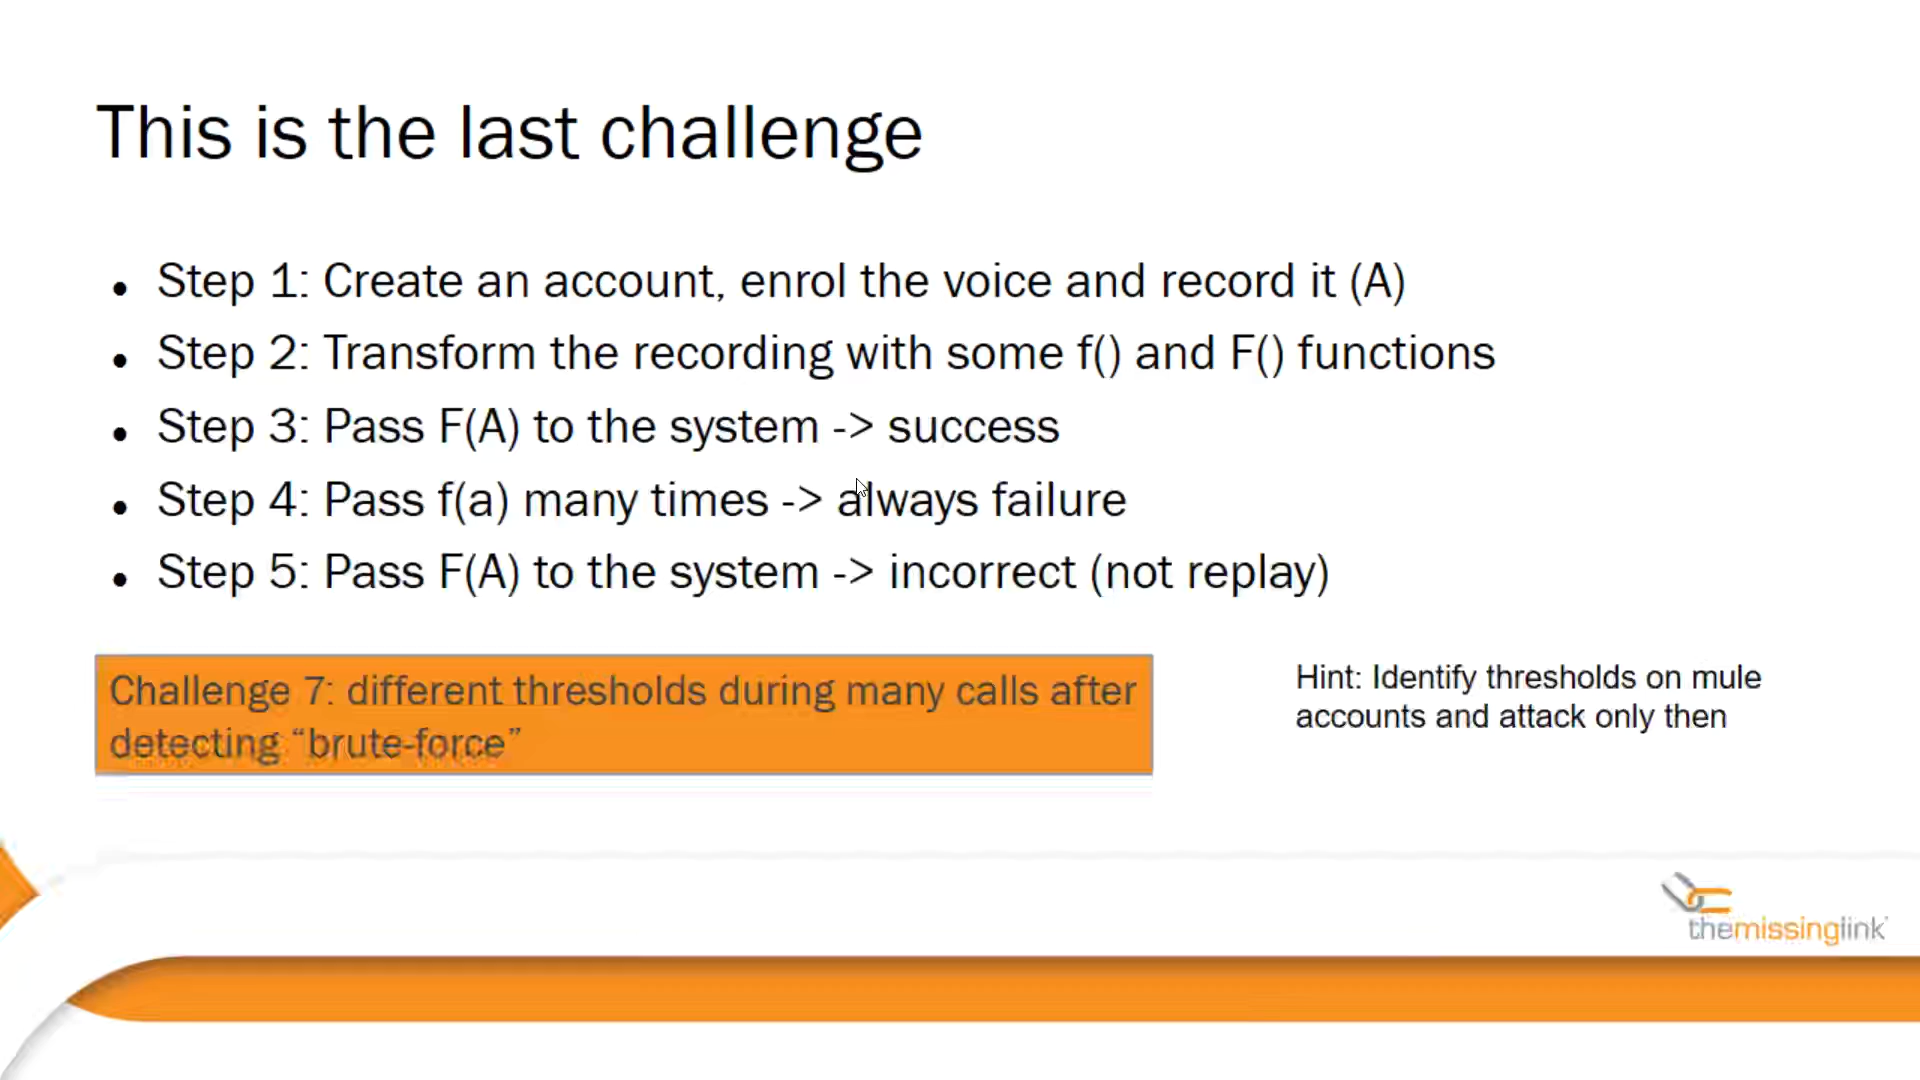 This is the last challenge
• Step 1: Create an account, enrol the voice and record it (A)
• Step 2: Transform the recording with some f() and F() functions
• Step 3: Pass F(A) to the system -> success
• Step 4: Pass f(a) many times -> always failure
• Step 5: Pass F(A) to the system -> incorrect (not replay)
Challenge 7: different thresholds during many calls after
detecting “brute-force”
Hint: Identify thresholds on mule
accounts and attack only then
themissinglink